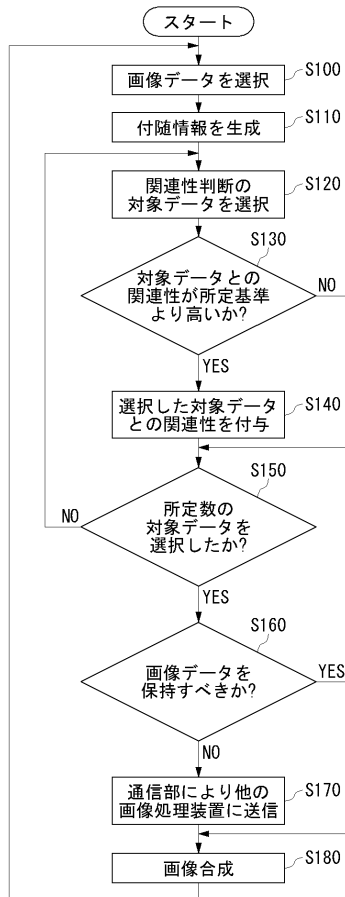 スタート
画像データを選択
S100
付随情報を生成
S110
関連性判断の
対象データを選択
S120
S130
対象データとの
関連性が所定基準
より高いか?
NO
YES
選択した対象データ
との関連性を付与
S140
S150
所定数の
対象データを
選択したか?
NO
YES
S160
画像データを
保持すべきか?
YES
NO
通信部により他の
画像処理装置に送信
S170
画像合成
S180